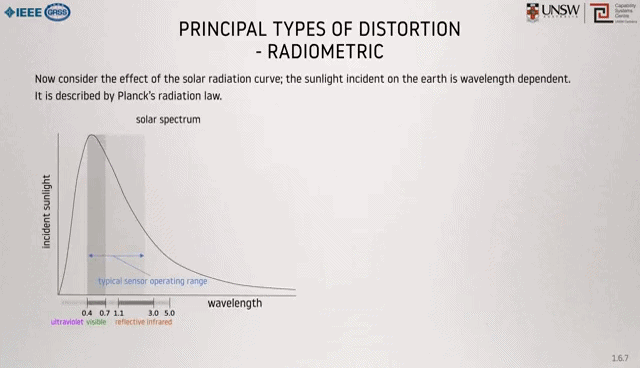 IEEE GRSS
UNSW
AUSTRALIA
Capability
Systems
Centre
PRINCIPAL TYPES OF DISTORTION
- RADIOMETRIC
Now consider the effect of the solar radiation curve; the sunlight incident on the earth is wavelength dependent.
It is described by Planck's radiation law.
solar spectrum
incident sunlight
typical sensor operating range
wavelength
0.4 0.7 1.1 3.0 5.0
ultraviolet visible reflective infrared
1.6.7